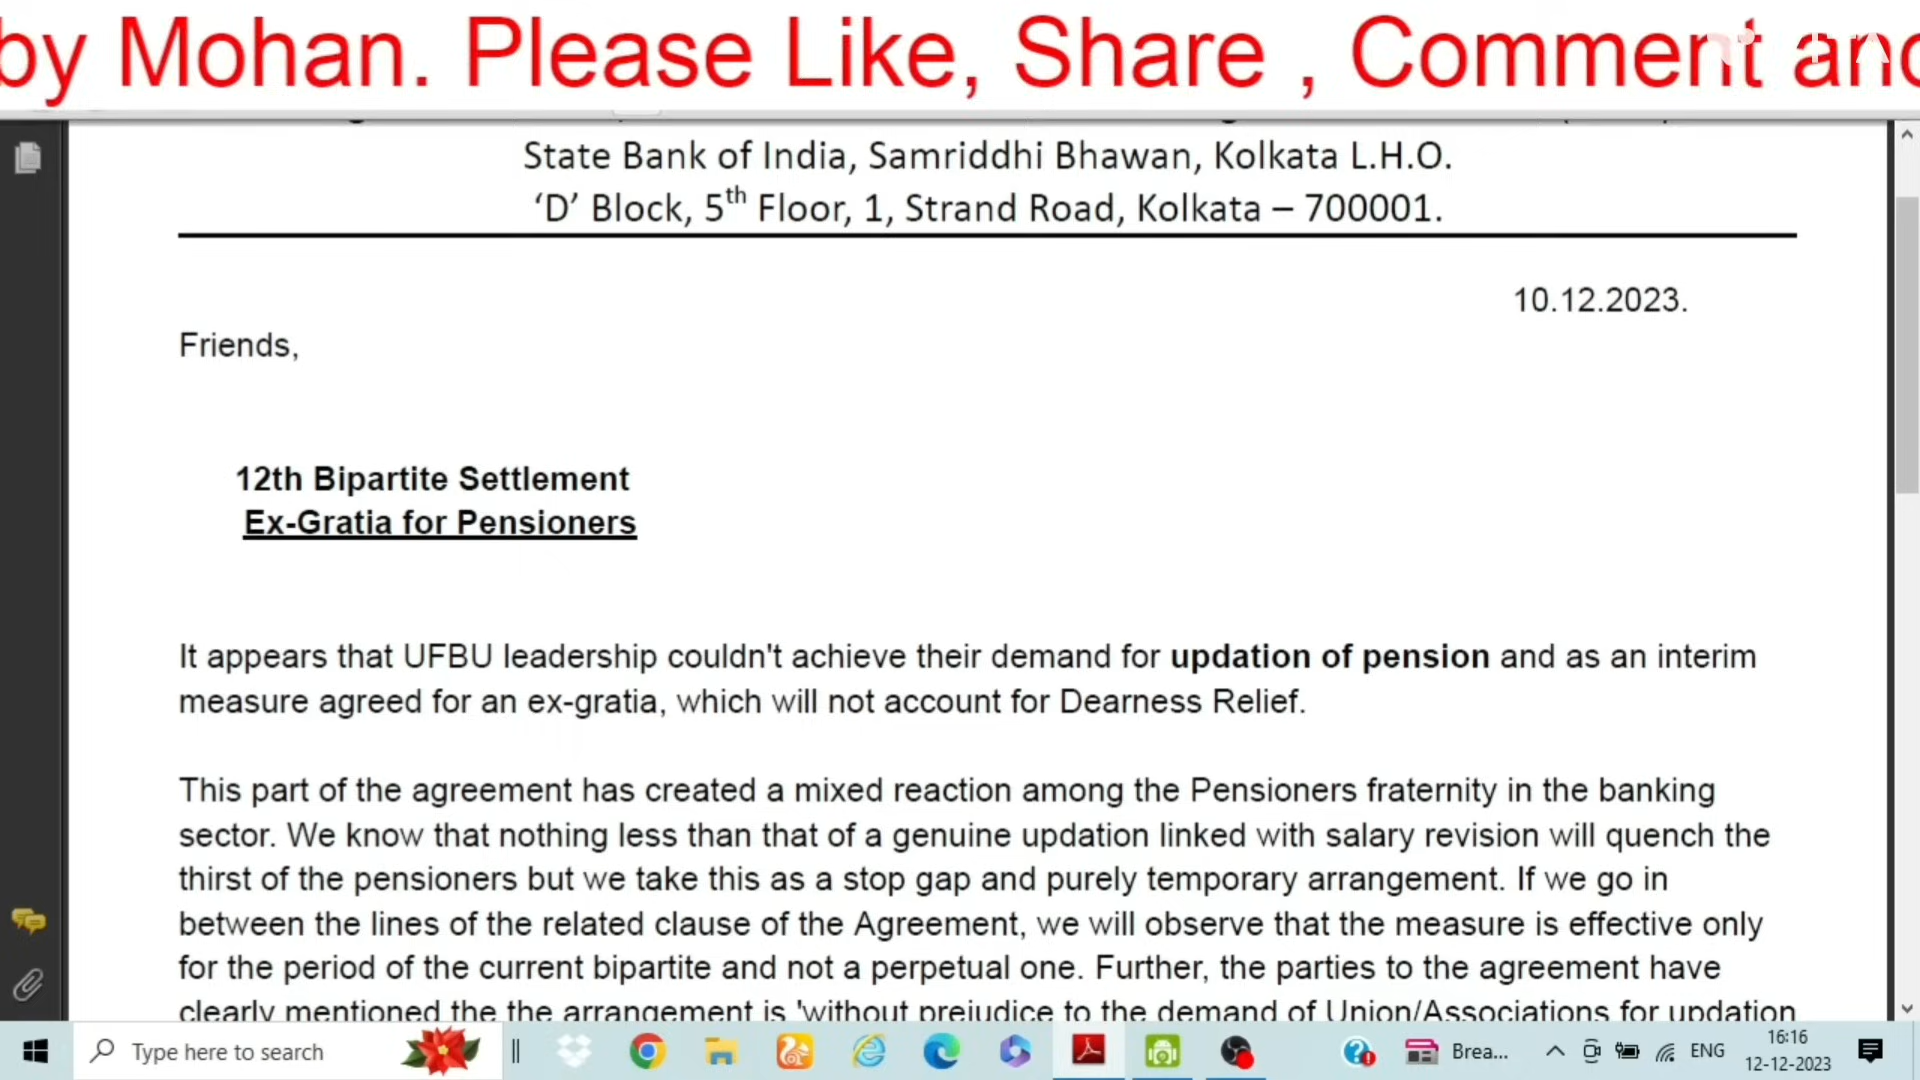 by Mohan. Please Like, Share , Comment and
State Bank of India, Samriddhi Bhawan, Kolkata L.H.O.
‘D’ Block, 5th Floor, 1, Strand Road, Kolkata – 700001.
10.12.2023.
Friends,
12th Bipartite Settlement
Ex-Gratia for Pensioners
It appears that UFBU leadership couldn't achieve their demand for updation of pension and as an interim
measure agreed for an ex-gratia, which will not account for Dearness Relief.
This part of the agreement has created a mixed reaction among the Pensioners fraternity in the banking
sector. We know that nothing less than that of a genuine updation linked with salary revision will quench the
thirst of the pensioners but we take this as a stop gap and purely temporary arrangement. If we go in
between the lines of the related clause of the Agreement, we will observe that the measure is effective only
for the period of the current bipartite and not a perpetual one. Further, the parties to the agreement have
clearly mentioned the the arrangement is 'without prejudice to the demand of Union/Associations for updation
Type here to search
Brea...
ENG
16:16
12-12-2023